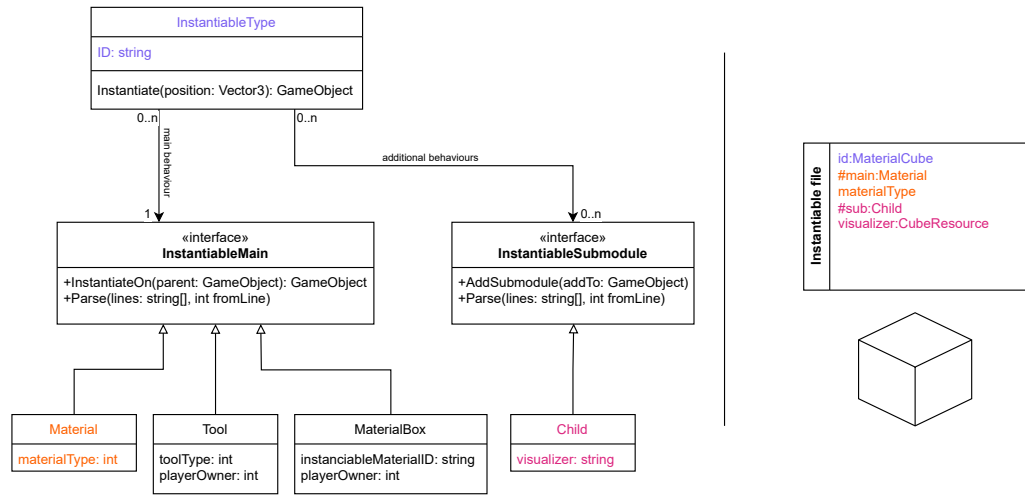 InstantiableType
ID: string
Instantiate(position: Vector3): GameObject
0..n
0..n
main behaviour
additional behaviours
1
0..n
«interface»
InstantiableMain
+InstantiateOn(parent: GameObject): GameObject
+Parse(lines: string[], int fromLine)
«interface»
InstantiableSubmodule
+AddSubmodule(addTo: GameObject)
+Parse(lines: string[], int fromLine)
Material
materialType: int
Tool
toolType: int
playerOwner: int
MaterialBox
instanciableMaterialID: string
playerOwner: int
Child
visualizer: string
Instantiable file
id:MaterialCube
#main:Material
materialType
#sub:Child
visualizer:CubeResource